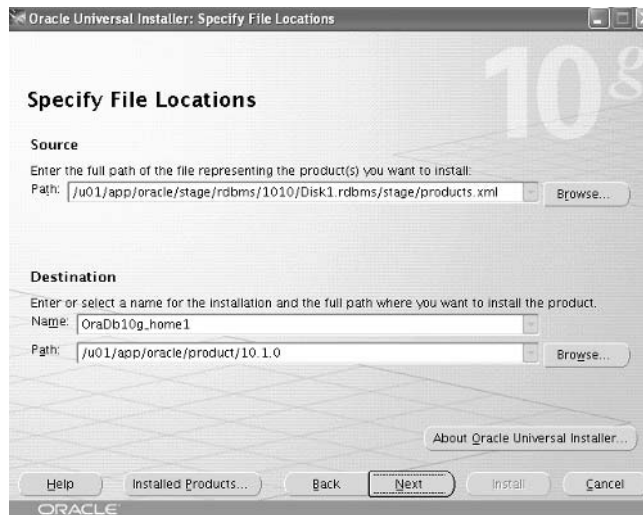 Oracle Universal Installer: Specify File Locations
10g
Specify File Locations
Source
Enter the full path of the file representing the product(s) you want to install:
Path: /u01/app/oracle/stage/rdbms/1010/Disk1.rdbms/stage/products.xml Browse...
Destination
Enter or select a name for the installation and the full path where you want to install the product.
Name: OraDb10g_home1
Path: /u01/app/oracle/product/10.1.0 Browse...
About Oracle Universal Installer...
Help Installed Products... Back Next Install Cancel
ORACLE